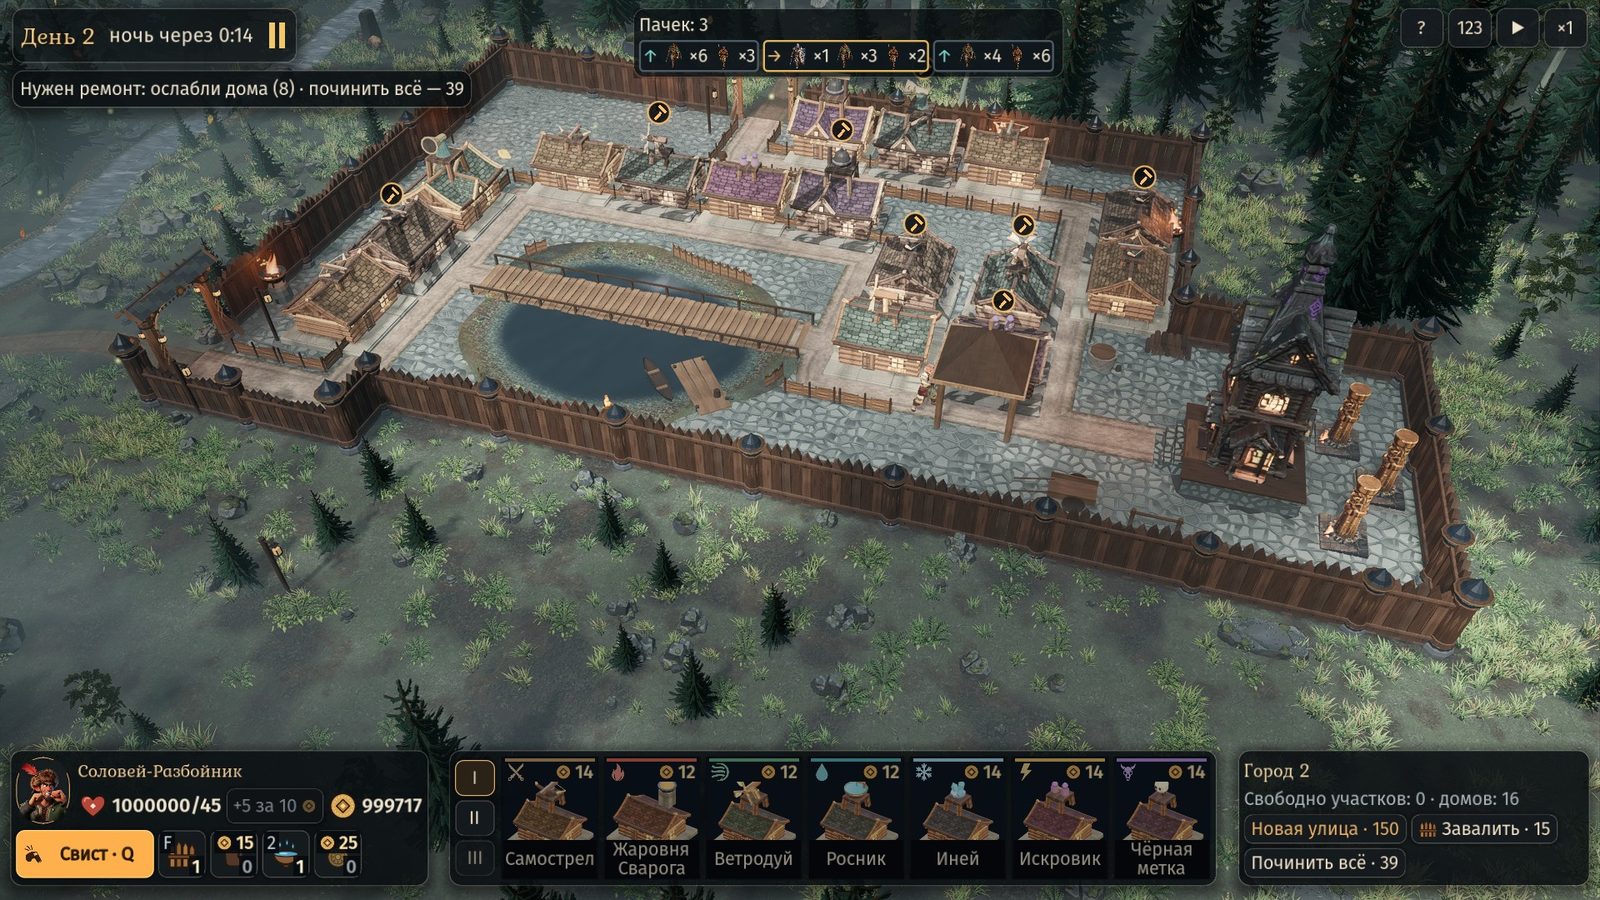 День 2 ночь через 0:14
Нужен ремонт: ослабли дома (8) · починить всё — 39
Пачек: 3
↑ ×6 ×3 → ×1 ×3 ×2 ↑ ×4 ×6
? 123 ▶ ×1
Соловей-Разбойник
1000000/45 +5 за 10 999717
Свист · Q
F 1
15 0
2 1
25 0
I
II
III
14 Самострел
12 Жаровня
Сварога
12 Ветродуй
12 Росник
14 Иней
14 Искровик
14 Чёрная
метка
Город 2
Свободно участков: 0 · домов: 16
Новая улица · 150 Завалить · 15
Починить всё · 39